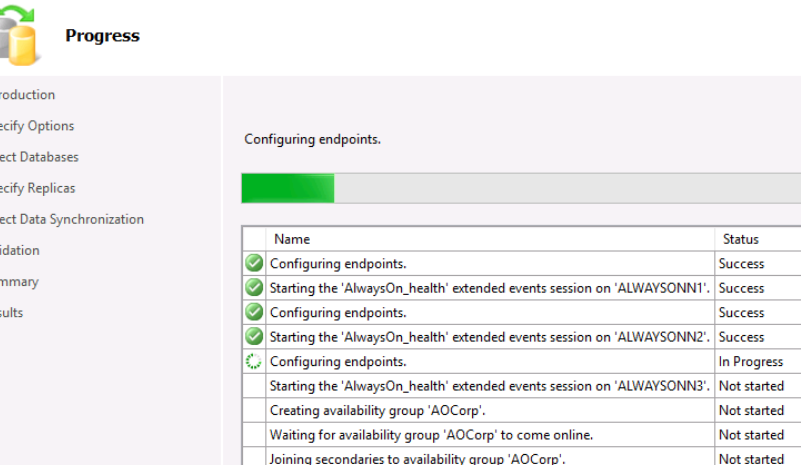 Progress
roduction
ecify Options
ect Databases
ecify Replicas
ect Data Synchronization
idation
mmary
sults
Configuring endpoints.
Name Status
Configuring endpoints. Success
Starting the 'AlwaysOn_health' extended events session on 'ALWAYSONN1'. Success
Configuring endpoints. Success
Starting the 'AlwaysOn_health' extended events session on 'ALWAYSONN2'. Success
Configuring endpoints. In Progress
Starting the 'AlwaysOn_health' extended events session on 'ALWAYSONN3'. Not started
Creating availability group 'AOCorp'. Not started
Waiting for availability group 'AOCorp' to come online. Not started
Joining secondaries to availability group 'AOCorp'. Not started